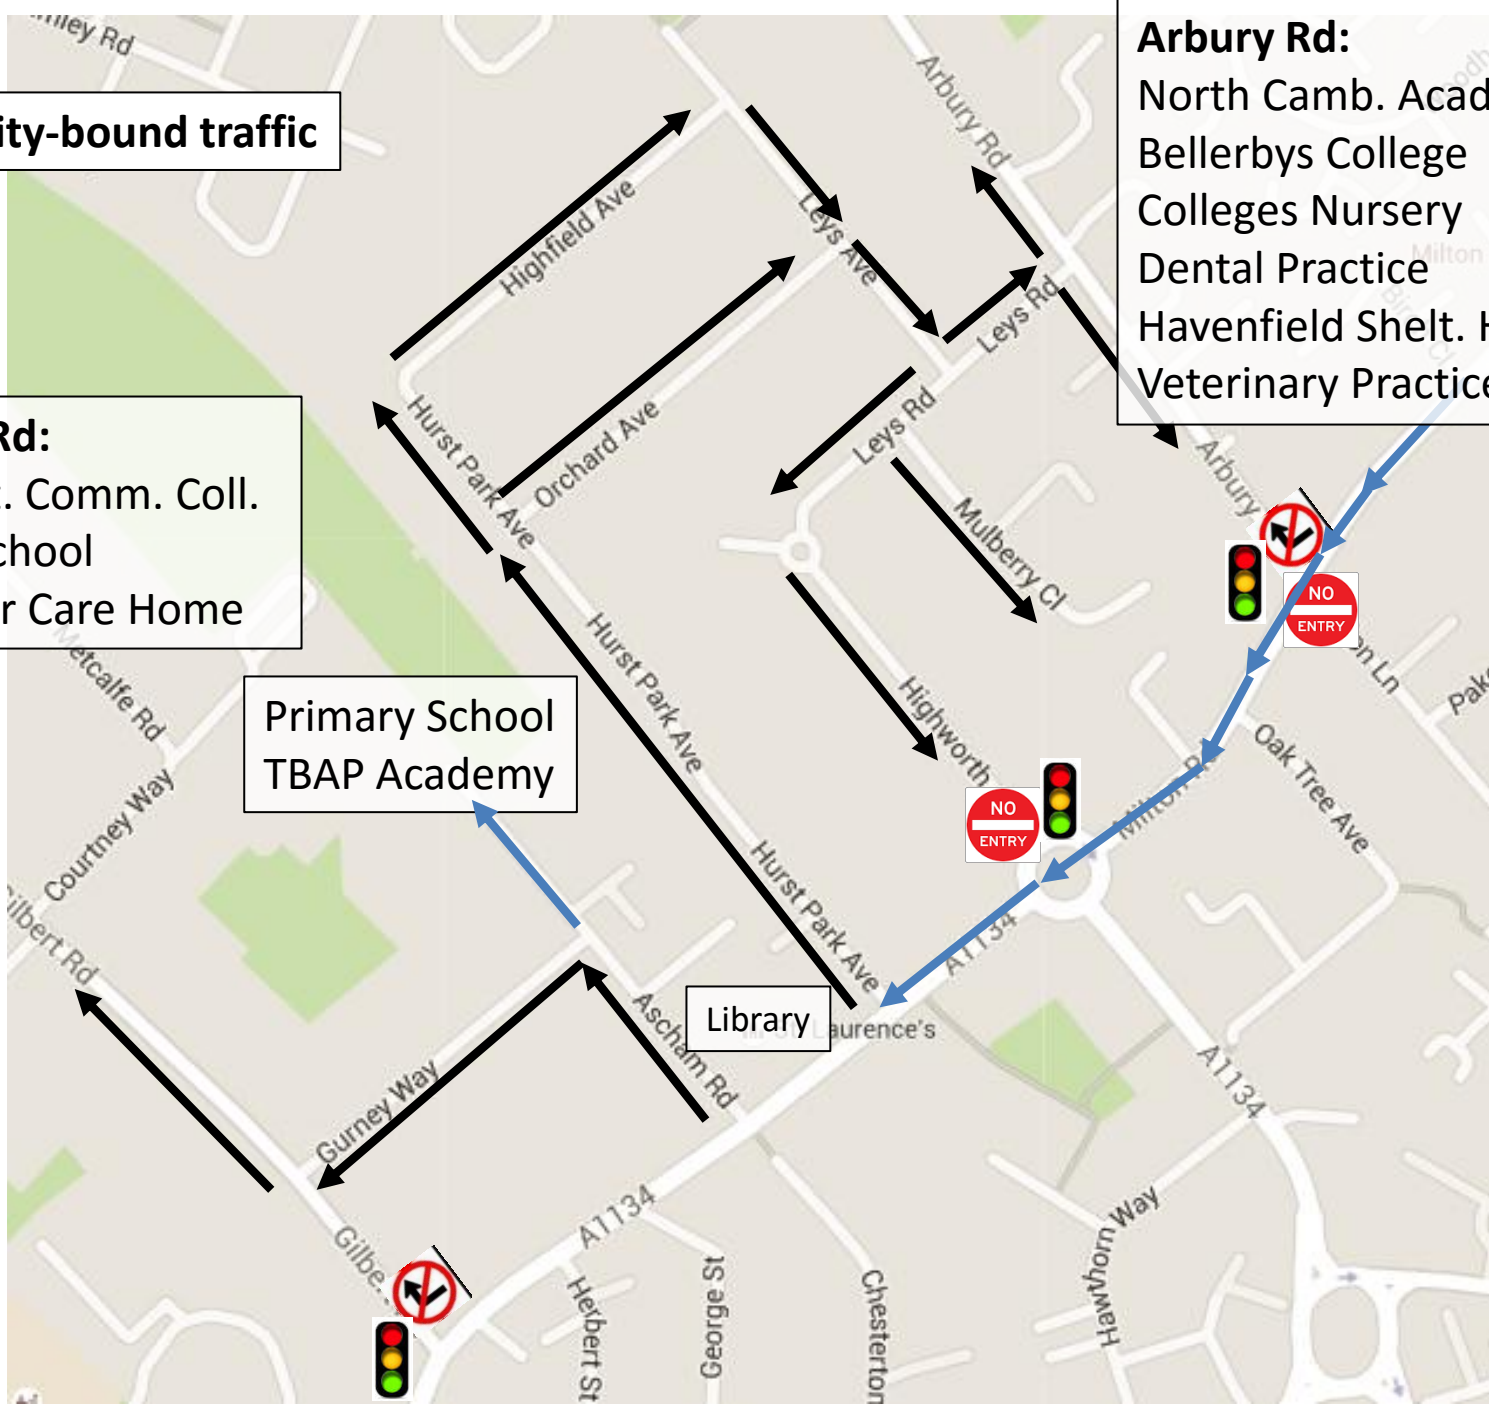 Rd
ity-bound traffic
Arbury Rd
Arbury Rd:
North Camb. Acad
Bellerbys College
Colleges Nursery
Dental Practice
Havenfield Shelt. H
Veterinary Practice
Milton
Highfield Ave
Leys Ave
Leys Rd
Hurst Park Ave
Orchard Ave
Leys Rd
Arbury
Mulberry Cl
Rd:
. Comm. Coll.
chool
r Care Home
NO
ENTRY
on Ln
Metcalfe Rd
Primary School
TBAP Academy
Hurst Park Ave
Highworth
Oak Tree Ave
Milton R
NO
ENTRY
Courtney Way
Hurst Park Ave
ilbert Rd
A1134
Ascham Rd
Library
Laurence's
A1134
Gurney Way
A1134
Gilbe
Hawthorn Way
Herbert St
George St
Chesterton